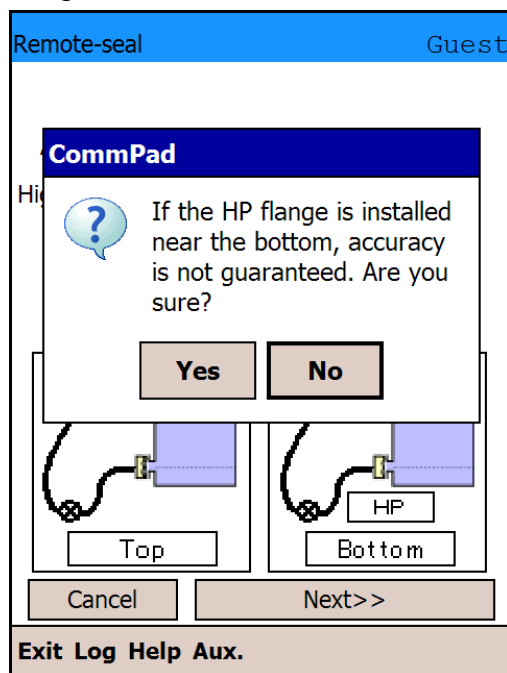 Remote-seal Guest
CommPad
If the HP flange is installed
near the bottom, accuracy
is not guaranteed. Are you
sure?
Yes No
HP
Top Bottom
Cancel Next>>
Exit Log Help Aux.